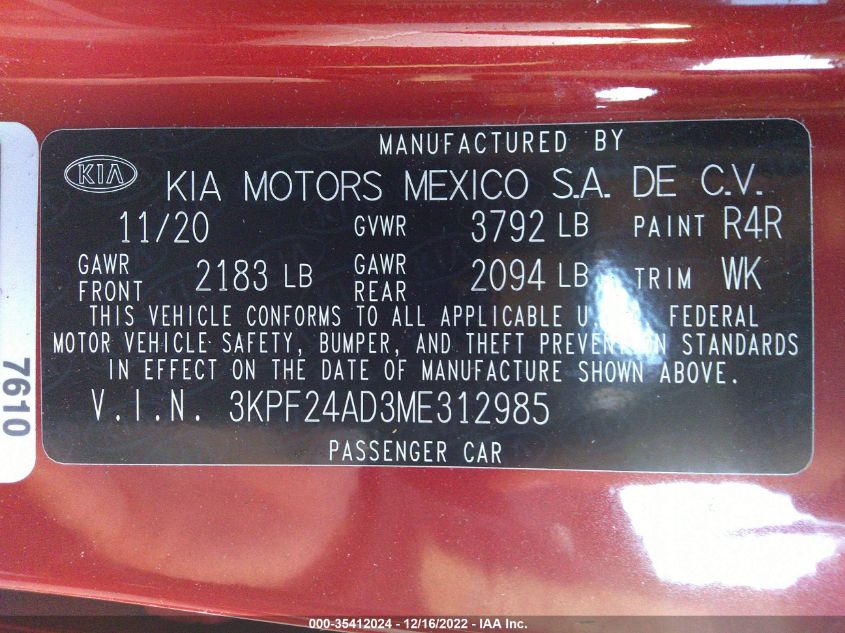 MANUFACTURED BY
KIA KIA MOTORS MEXICO S.A. DE C.V.
11/20 GVWR 3792 LB PAINT R4R
GAWR FRONT 2183 LB GAWR REAR 2094 LB TRIM WK
THIS VEHICLE CONFORMS TO ALL APPLICABLE FEDERAL
MOTOR VEHICLE SAFETY, BUMPER, AND THEFT PREVENTION STANDARDS
IN EFFECT ON THE DATE OF MANUFACTURE SHOWN ABOVE.
V.I.N. 3KPF24AD3ME312985
PASSENGER CAR
7610
000-35412024 - 12/16/2022 - IAA Inc.